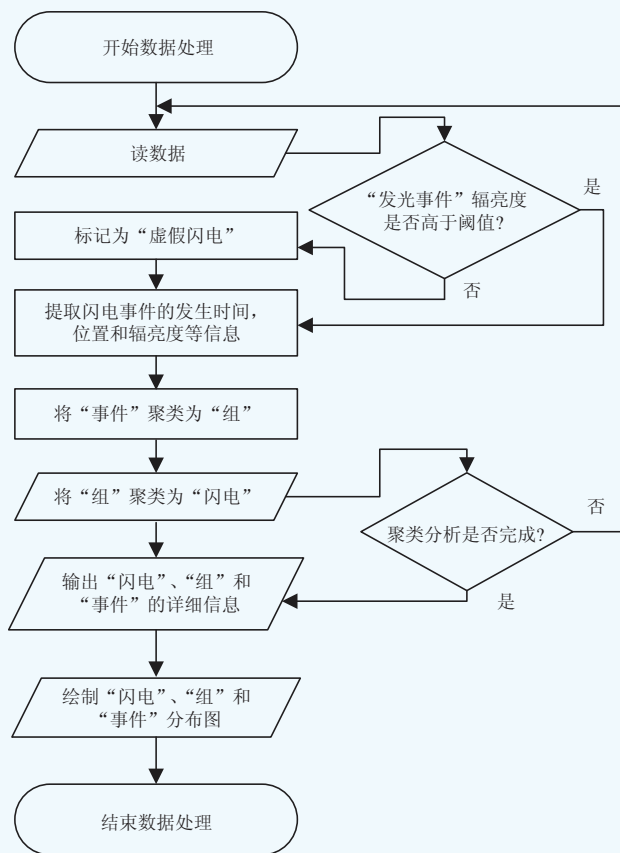 开始数据处理
读数据
“发光事件”辐亮度
是否高于阈值?
是
标记为“虚假闪电”
否
提取闪电事件的发生时间，
位置和辐亮度等信息
将“事件”聚类为“组”
将“组”聚类为“闪电”
聚类分析是否完成?
否
输出“闪电”、“组”和
“事件”的详细信息
是
绘制“闪电”、“组”和
“事件”分布图
结束数据处理